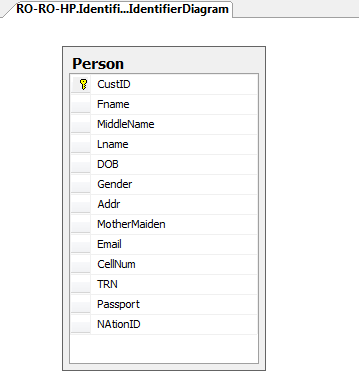 RO-RO-HP.Identifi...IdentifierDiagram
Person
CustID
Fname
MiddleName
Lname
DOB
Gender
Addr
MotherMaiden
Email
CellNum
TRN
Passport
NAtionID